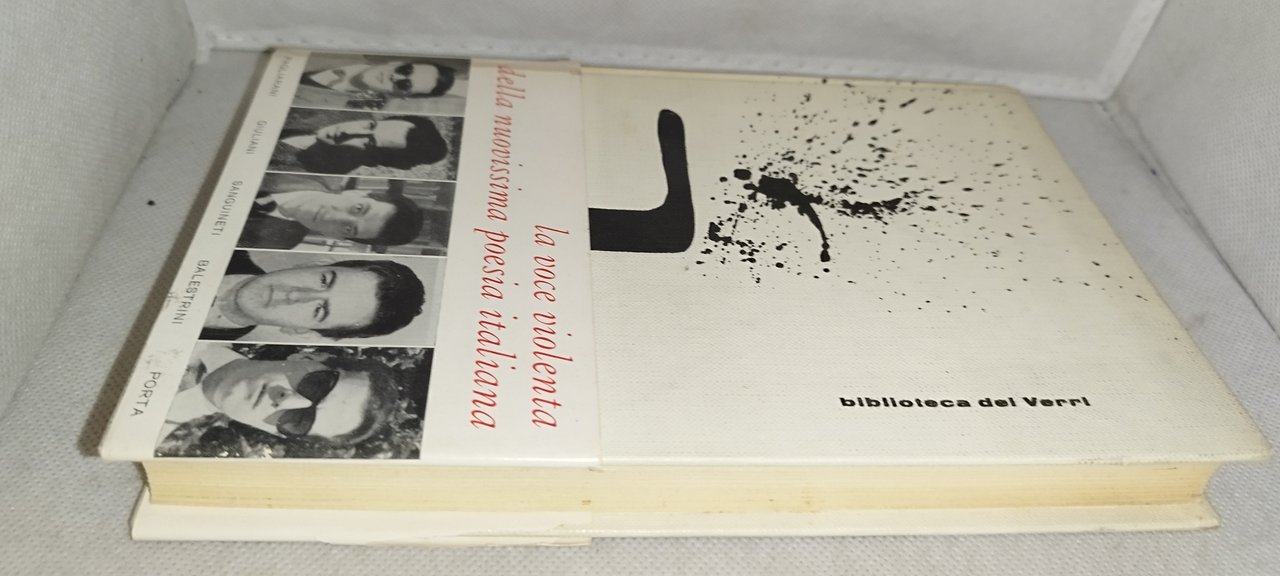 biblioteca del Verri
la voce violenta
della nuovissima poesia italiana
PAGLIARANI GIULIANI SANGUINETI BALESTRINI PORTA